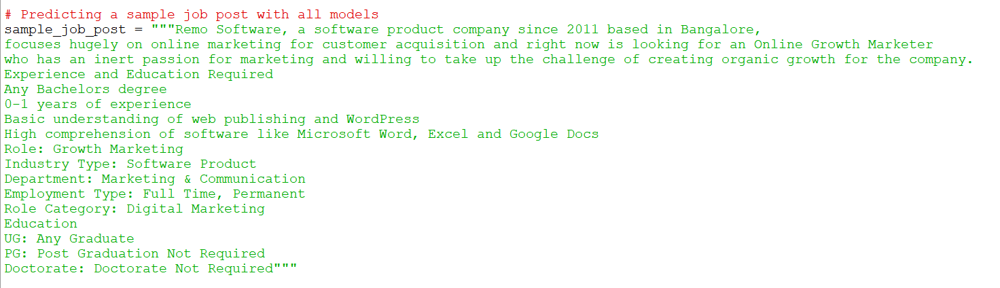 # Predicting a sample job post with all models
sample_job_post = """Remo Software, a software product company since 2011 based in Bangalore,
focuses hugely on online marketing for customer acquisition and right now is looking for an Online Growth Marketer
who has an inert passion for marketing and willing to take up the challenge of creating organic growth for the company.
Experience and Education Required
Any Bachelors degree
0-1 years of experience
Basic understanding of web publishing and WordPress
High comprehension of software like Microsoft Word, Excel and Google Docs
Role: Growth Marketing
Industry Type: Software Product
Department: Marketing & Communication
Employment Type: Full Time, Permanent
Role Category: Digital Marketing
Education
UG: Any Graduate
PG: Post Graduation Not Required
Doctorate: Doctorate Not Required"""